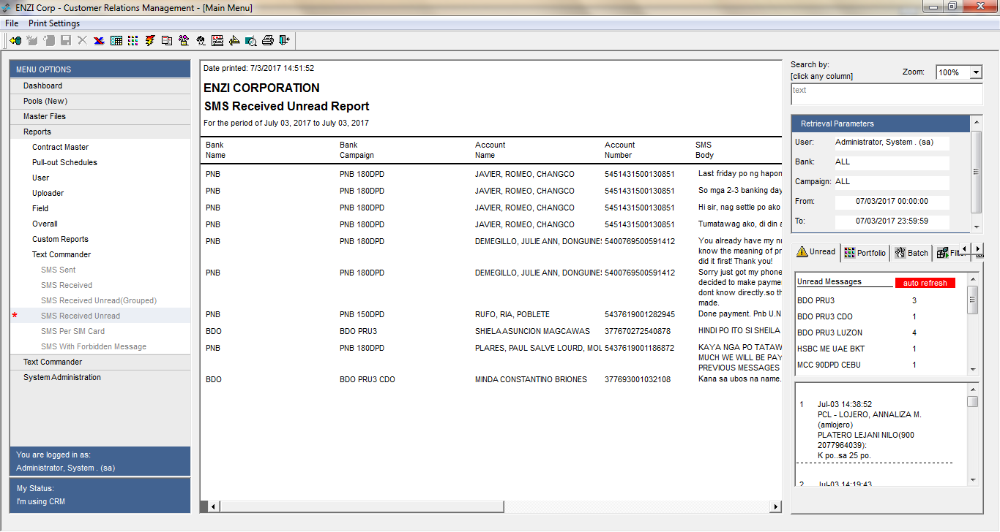 ENZI Corp - Customer Relations Management - [Main Menu]
File Print Settings
MENU OPTIONS
Dashboard
Pools (New)
Master Files
Reports
Contract Master
Pull-out Schedules
User
Uploader
Field
Overall
Custom Reports
Text Commander
SMS Sent
SMS Received
SMS Received Unread(Grouped)
* SMS Received Unread
SMS Per SIM Card
SMS With Forbidden Message
Text Commander
System Administration
You are logged in as:
Administrator, System . (sa)
My Status:
I'm using CRM
Date printed: 7/3/2017 14:51:52
ENZI CORPORATION
SMS Received Unread Report
For the period of July 03, 2017 to July 03, 2017
Bank Bank Account Account SMS
Name Campaign Name Number Body
PNB PNB 180DPD JAVIER, ROMEO, CHANGCO 5451431500130851 Last friday po ng hapon
PNB PNB 180DPD JAVIER, ROMEO, CHANGCO 5451431500130851 So mga 2-3 banking day
PNB PNB 180DPD JAVIER, ROMEO, CHANGCO 5451431500130851 Hi sir, nag settle po ako
PNB PNB 180DPD JAVIER, ROMEO, CHANGCO 5451431500130851 Tumatawag ako, di din a
PNB PNB 180DPD DEMEGILLO, JULIE ANN, DONGUINES 5400769500591412 You already have my nu
know the meaning of pr
did it first! Thank you!
PNB PNB 180DPD DEMEGILLO, JULIE ANN, DONGUINES 5400769500591412 Sorry just got my phone
decided to make payme
dont know directly.so th
made.
PNB PNB 150DPD RUFO, RIA, POBLETE 5437619001282945 Done payment. Pnb U.N
BDO BDO PRU3 SHIELA ASUNCION MAGCAWAS 377670272540878 HINDI PO ITO SI SHEILA
PNB PNB 180DPD PLARES, PAUL SALVE LOURD, MOL 5437619001186872 KAYA NGA PO TATAW
MUCH WE WILL BE PAY
PREVIOUS MESSAGES
BDO BDO PRU3 CDO MINDA CONSTANTINO BRIONES 377693001032108 Kana sa ubos na name.
Search by:
[click any column]
Zoom: 100%
text
Retrieval Parameters
User: Administrator, System . (sa)
Bank: ALL
Campaign: ALL
From: 07/03/2017 00:00:00
To: 07/03/2017 23:59:59
Unread Portfolio Batch
Unread Messages auto refresh
BDO PRU3 3
BDO PRU3 CDO 1
BDO PRU3 LUZON 4
HSBC ME UAE BKT 1
MCC 90DPD CEBU 1
1 Jul-03 14:38:52
PCL - LOJERO, ANNALIZA M.
(amlojero)
PLATERO LEJANI NILO(900
2077964039):
K po..sa 25 po.
2 Jul-03 14:19:43